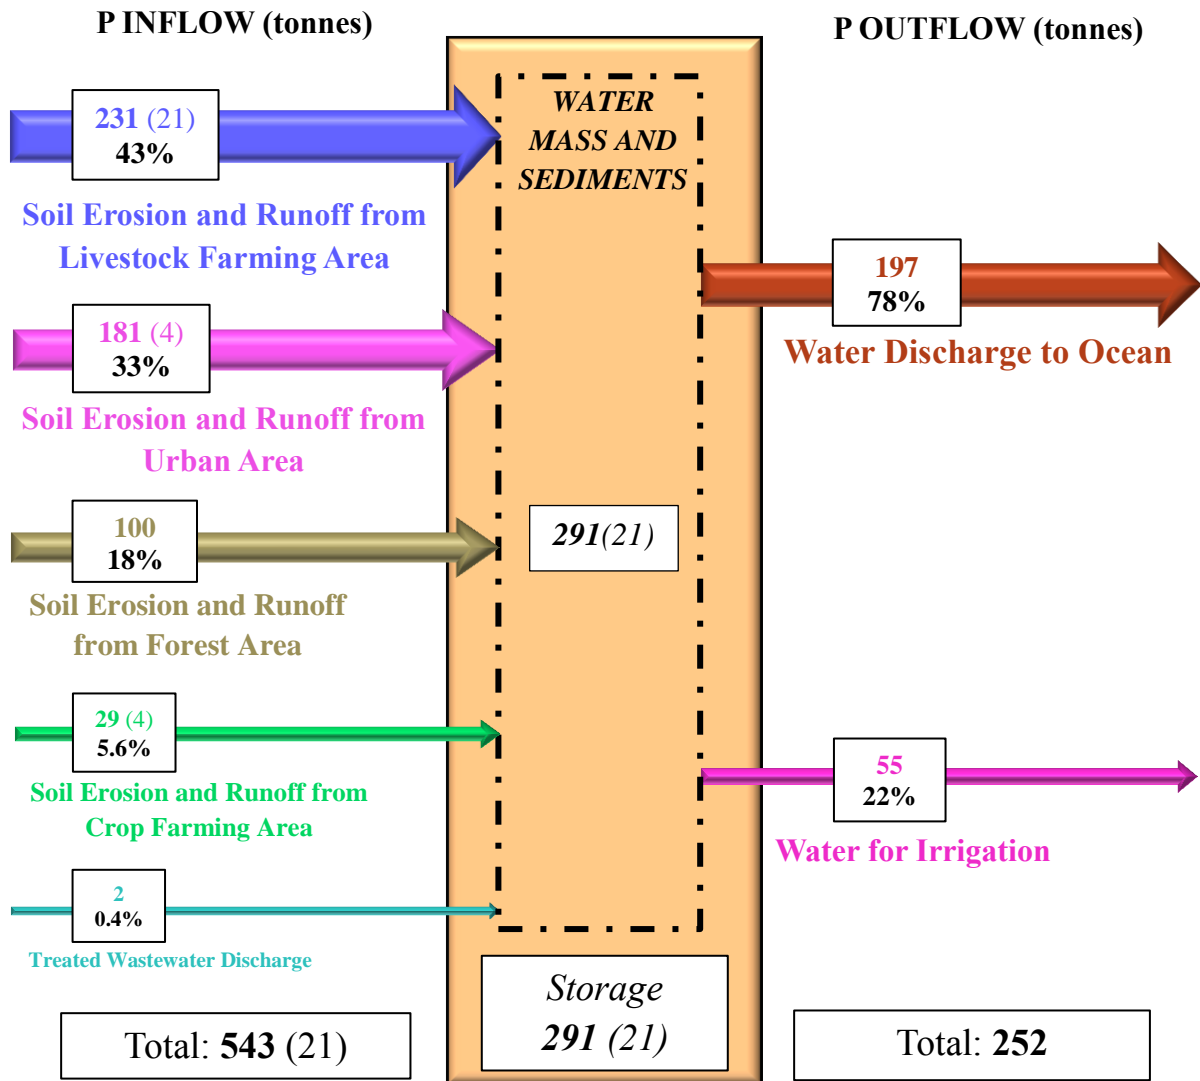 P INFLOW (tonnes)
231 (21)
43%
Soil Erosion and Runoff from
Livestock Farming Area
181 (4)
33%
Soil Erosion and Runoff from
Urban Area
100
18%
Soil Erosion and Runoff
from Forest Area
29 (4)
5.6%
Soil Erosion and Runoff from
Crop Farming Area
2
0.4%
Treated Wastewater Discharge
Total: 543 (21)
WATER
MASS AND
SEDIMENTS
291(21)
Storage
291 (21)
P OUTFLOW (tonnes)
197
78%
Water Discharge to Ocean
55
22%
Water for Irrigation
Total: 252